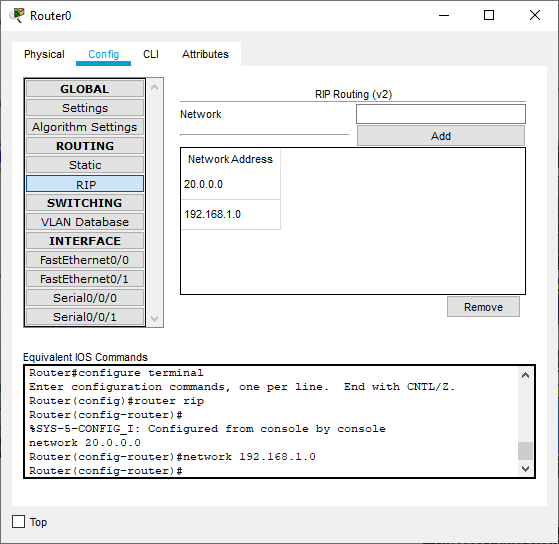 Router0
Physical Config CLI Attributes
GLOBAL
Settings
Algorithm Settings
ROUTING
Static
RIP
SWITCHING
VLAN Database
INTERFACE
FastEthernet0/0
FastEthernet0/1
Serial0/0/0
Serial0/0/1
RIP Routing (v2)
Network
Add
Network Address
20.0.0.0
192.168.1.0
Remove
Equivalent IOS Commands
Router#configure terminal
Enter configuration commands, one per line. End with CNTL/Z.
Router(config)#router rip
Router(config-router)#
%SYS-5-CONFIG_I: Configured from console by console
network 20.0.0.0
Router(config-router)#network 192.168.1.0
Router(config-router)#
Top